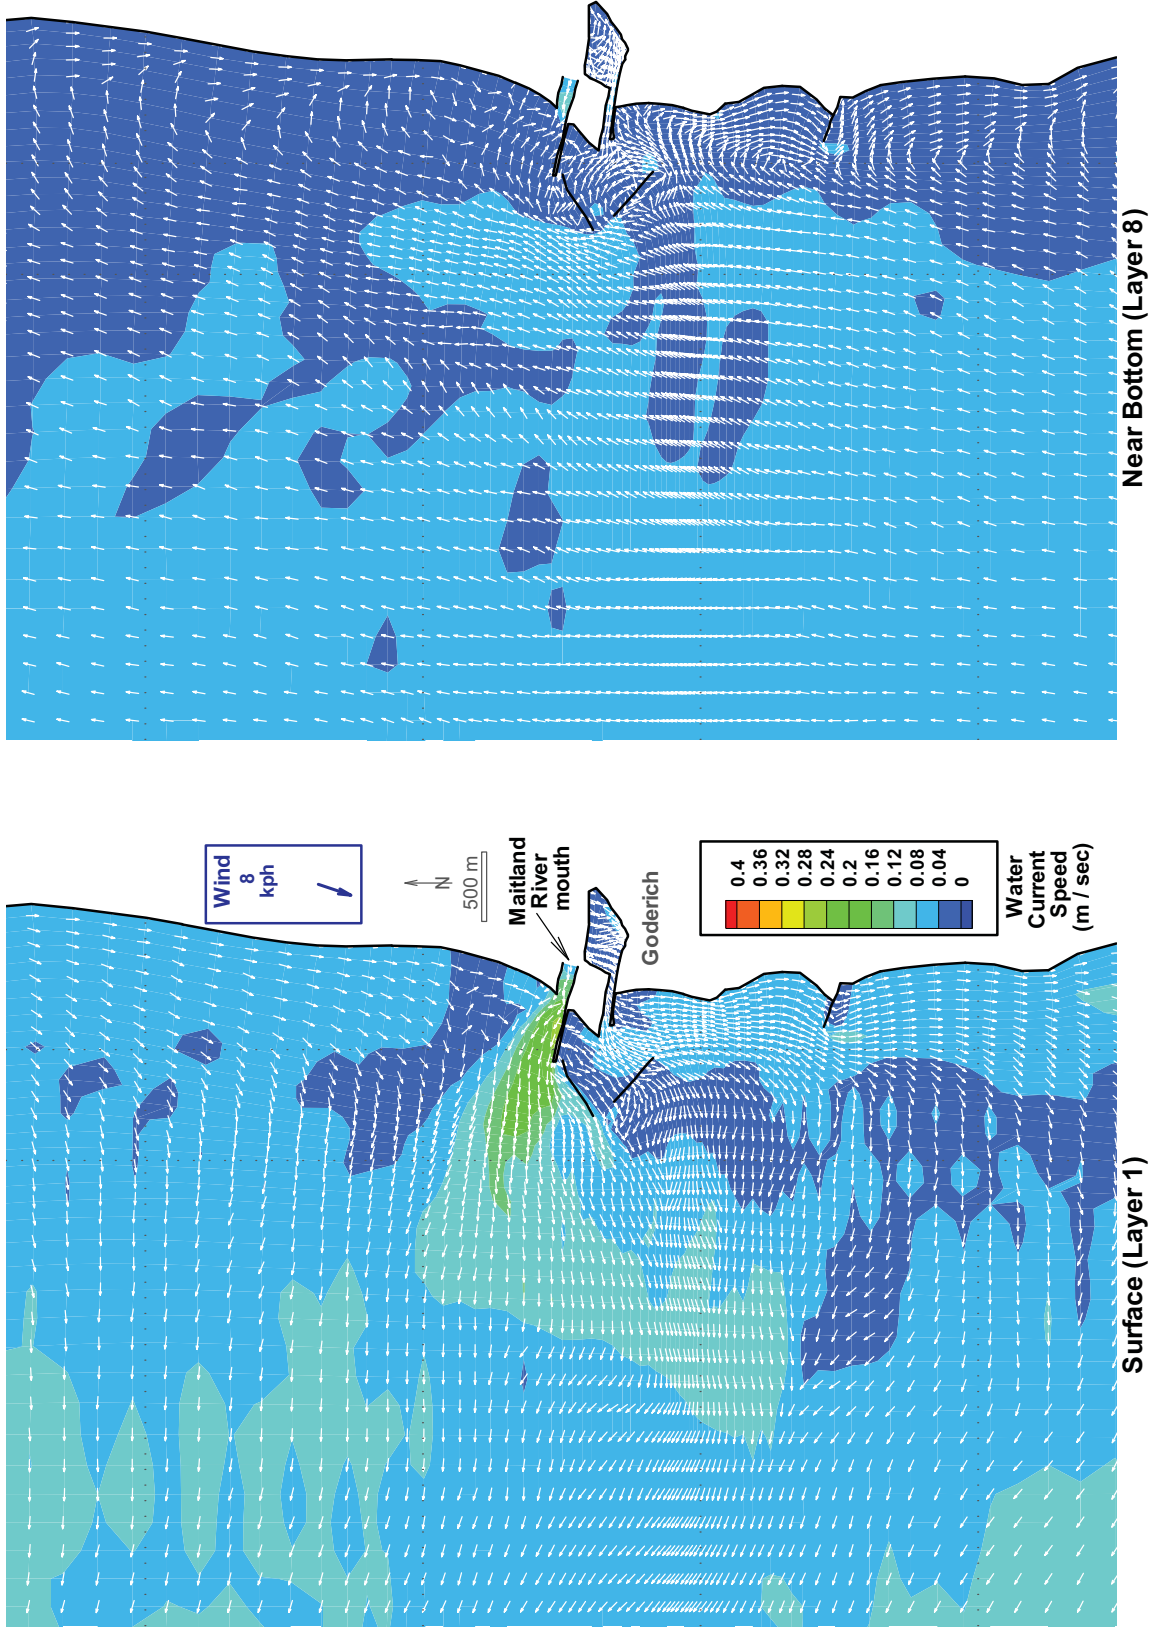 Near Bottom (Layer 8)
Wind
8
kph
N
500 m
Maitland
River
mouth
Goderich
0.4
0.36
0.32
0.28
0.24
0.2
0.16
0.12
0.08
0.04
0
Water
Current
Speed
(m / sec)
Surface (Layer 1)